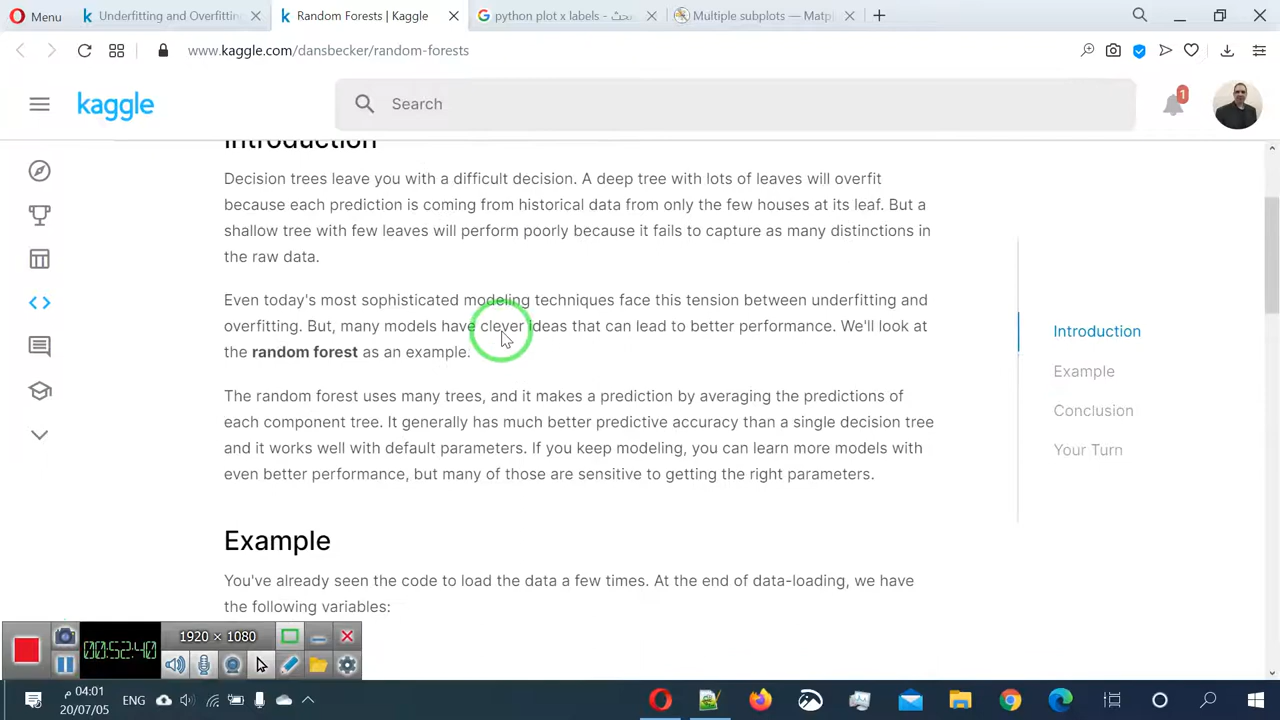 Menu
Underfitting and Overfittin
Random Forests | Kaggle
python plot x labels - بحث
Multiple subplots — Matp
www.kaggle.com/dansbecker/random-forests
kaggle
Search
1
Introduction
Decision trees leave you with a difficult decision. A deep tree with lots of leaves will overfit
because each prediction is coming from historical data from only the few houses at its leaf. But a
shallow tree with few leaves will perform poorly because it fails to capture as many distinctions in
the raw data.
Even today's most sophisticated modeling techniques face this tension between underfitting and
overfitting. But, many models have clever ideas that can lead to better performance. We'll look at
the random forest as an example.
The random forest uses many trees, and it makes a prediction by averaging the predictions of
each component tree. It generally has much better predictive accuracy than a single decision tree
and it works well with default parameters. If you keep modeling, you can learn more models with
even better performance, but many of those are sensitive to getting the right parameters.
Example
You've already seen the code to load the data a few times. At the end of data-loading, we have
the following variables:
Introduction
Example
Conclusion
Your Turn
00:52:40
1920 × 1080
04:01 م
20/07/05
ENG